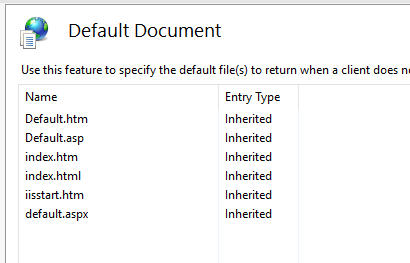 Default Document
Use this feature to specify the default file(s) to return when a client does
Name Entry Type
Default.htm Inherited
Default.asp Inherited
index.htm Inherited
index.html Inherited
iisstart.htm Inherited
default.aspx Inherited